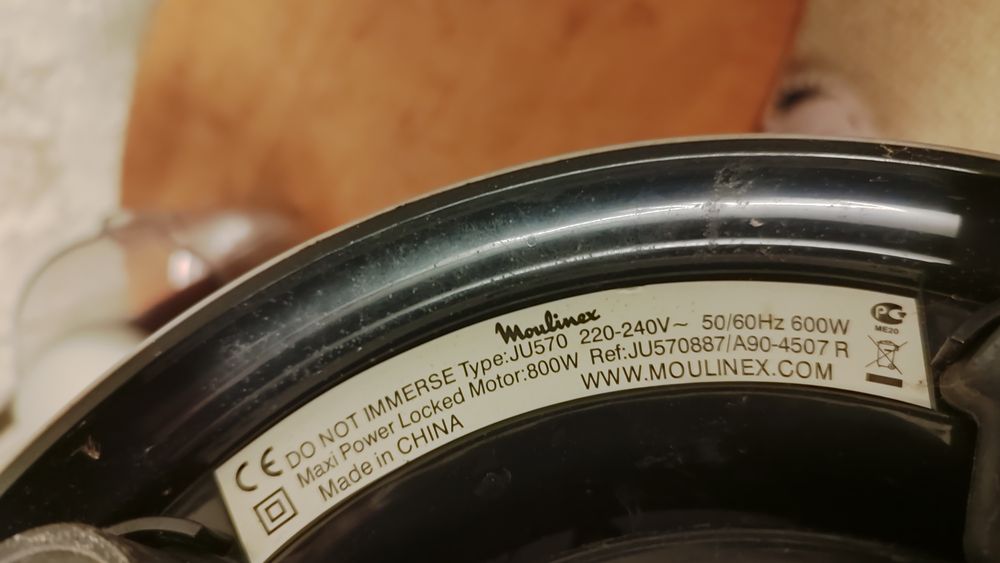 Moulinex
DO NOT IMMERSE Type:JU570 220-240V~ 50/60Hz 600W
Maxi Power Locked Motor:800W Ref:JU570887/A90-4507 R
Made in CHINA WWW.MOULINEX.COM
CE
PG
ME20